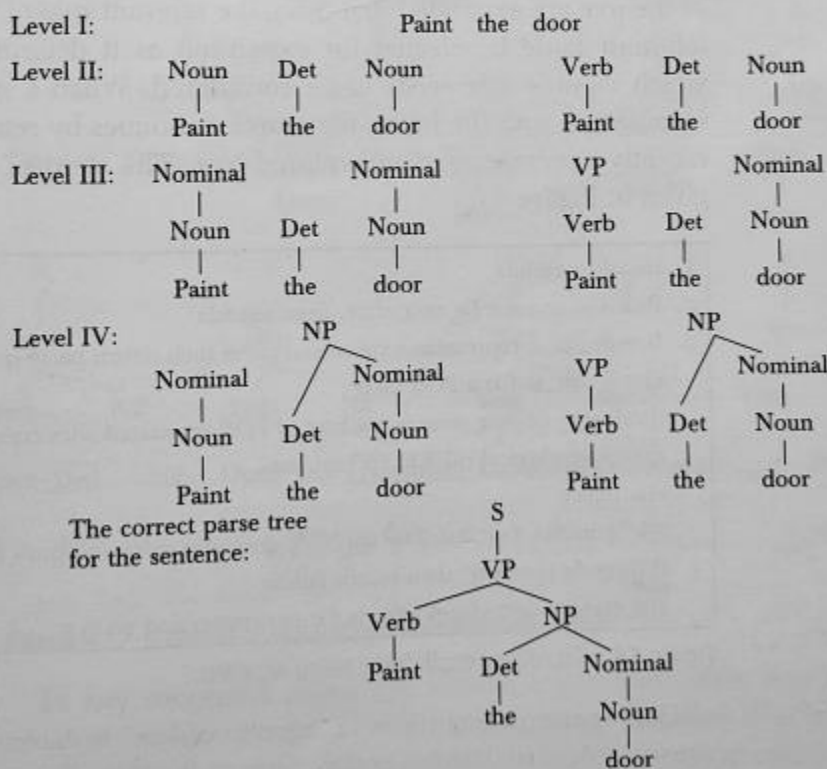 Level I: Paint the door
Level II: Noun Det Noun Verb Det Noun
Paint the door Paint the door
Level III: Nominal Nominal VP Nominal
Noun Det Noun Verb Det Noun
Paint the door Paint the door
Level IV: NP NP
Nominal Nominal VP Nominal
Noun Det Noun Verb Det Noun
Paint the door Paint the door
The correct parse tree
for the sentence:
S
VP
Verb NP
Paint Det Nominal
the Noun
door